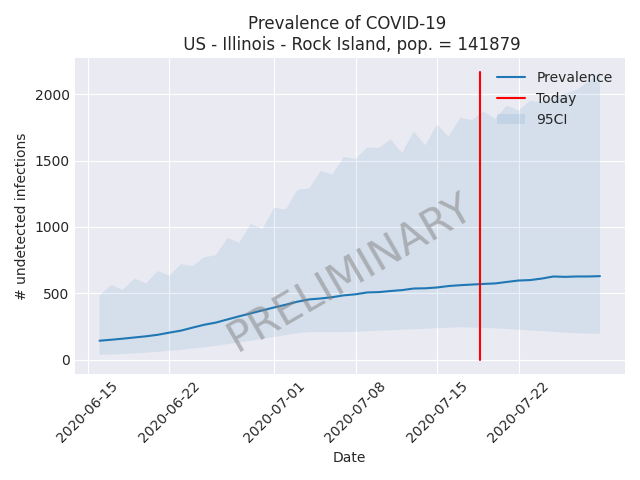 Prevalence of COVID-19
US - Illinois - Rock Island, pop. = 141879
Prevalence
Today
95CI
2000
1500
1000
500
0
# undetected infections
PRELIMINARY
2020-06-15
2020-06-22
2020-07-01
2020-07-08
2020-07-15
2020-07-22
Date